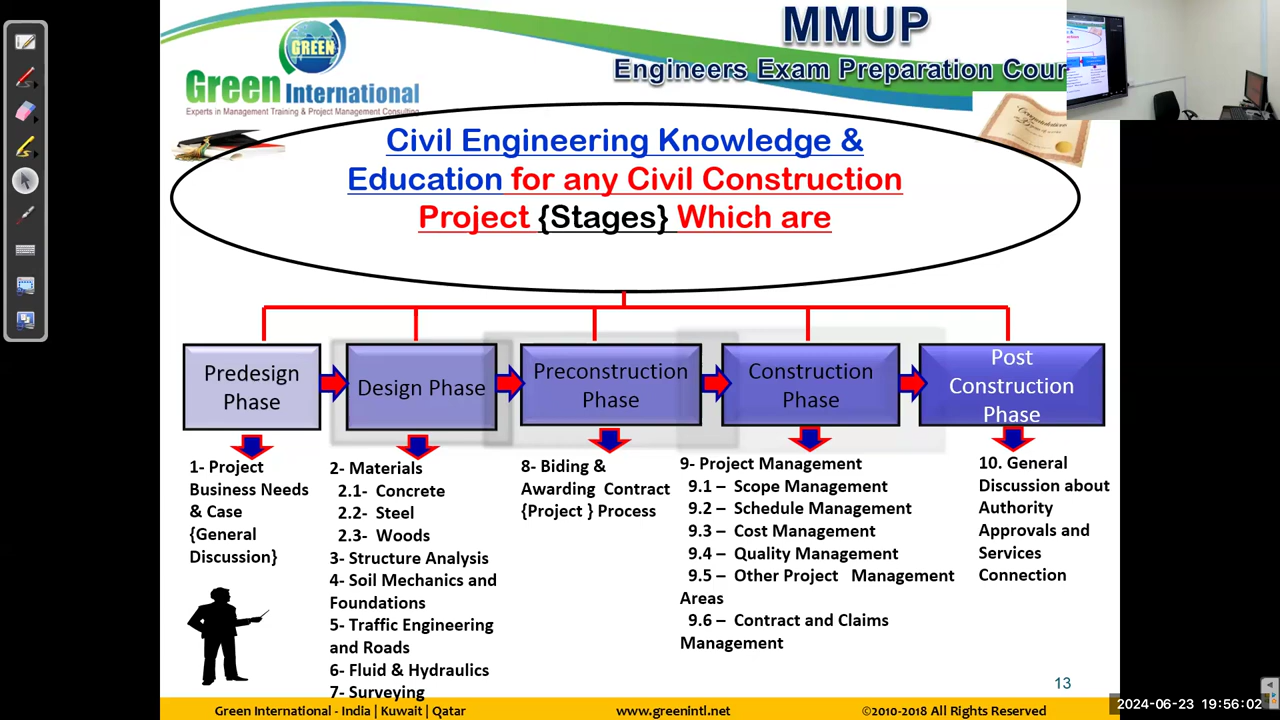 MMUP
Engineers Exam Preparation Cour
GREEN
Green International
Experts in Management Training & Project Management Consulting
Civil Engineering Knowledge &
Education for any Civil Construction
Project {Stages} Which are
Predesign
Phase
Design Phase
Preconstruction
Phase
Construction
Phase
Post
Construction
Phase
1- Project
Business Needs
& Case
{General
Discussion}
2- Materials
2.1- Concrete
2.2- Steel
2.3- Woods
3- Structure Analysis
4- Soil Mechanics and
Foundations
5- Traffic Engineering
and Roads
6- Fluid & Hydraulics
7- Surveying
8- Biding &
Awarding Contract
{Project } Process
9- Project Management
9.1 – Scope Management
9.2 – Schedule Management
9.3 – Cost Management
9.4 – Quality Management
9.5 – Other Project Management
Areas
9.6 – Contract and Claims
Management
10. General
Discussion about
Authority
Approvals and
Services
Connection
13
Green International - India | Kuwait | Qatar
www.greenintl.net
©2010-2018 All Rights Reserved
2024-06-23 19:56:02